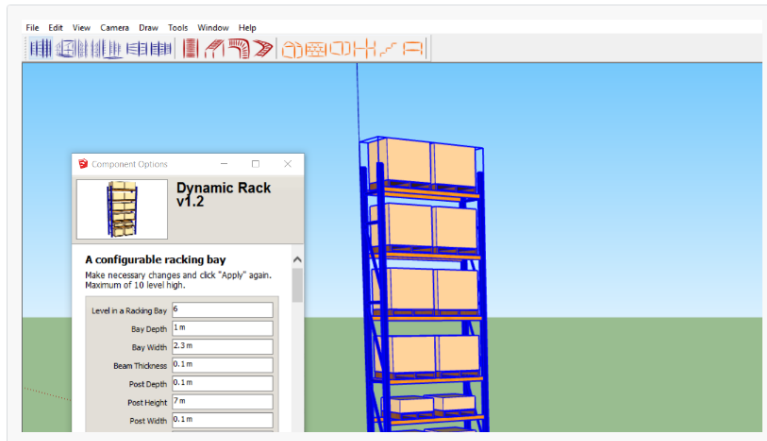 File Edit View Camera Draw Tools Window Help
Component Options
Dynamic Rack
v1.2
A configurable racking bay
Make necessary changes and click "Apply" again.
Maximum of 10 level high.
Level in a Racking Bay 6
Bay Depth 1 m
Bay Width 2.3 m
Beam Thickness 0.1 m
Post Depth 0.1 m
Post Height 7 m
Post Width 0.1 m